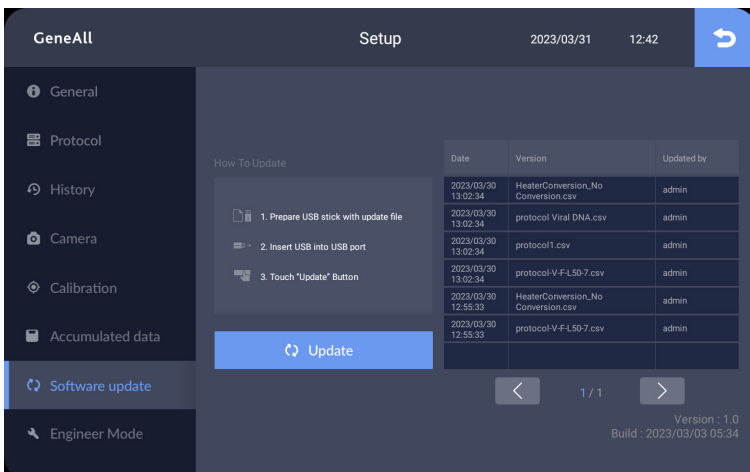 GeneAll
Setup
2023/03/31
12:42
General
Protocol
History
Camera
Calibration
Accumulated data
Software update
Engineer Mode
How To Update
1. Prepare USB stick with update file
2. Insert USB into USB port
3. Touch "Update" Button
Update
Date Version Updated by
2023/03/30
13:02:34
HeaterConversion_No
Conversion.csv
admin
2023/03/30
13:02:34
protocol Viral DNA.csv
admin
2023/03/30
13:02:34
protocol1.csv
admin
2023/03/30
13:02:34
protocol-V-F-L50-7.csv
admin
2023/03/30
12:55:33
HeaterConversion_No
Conversion.csv
admin
2023/03/30
12:55:33
protocol-V-F-L50-7.csv
admin
1 / 1
Version : 1.0
Build : 2023/03/03 05:34